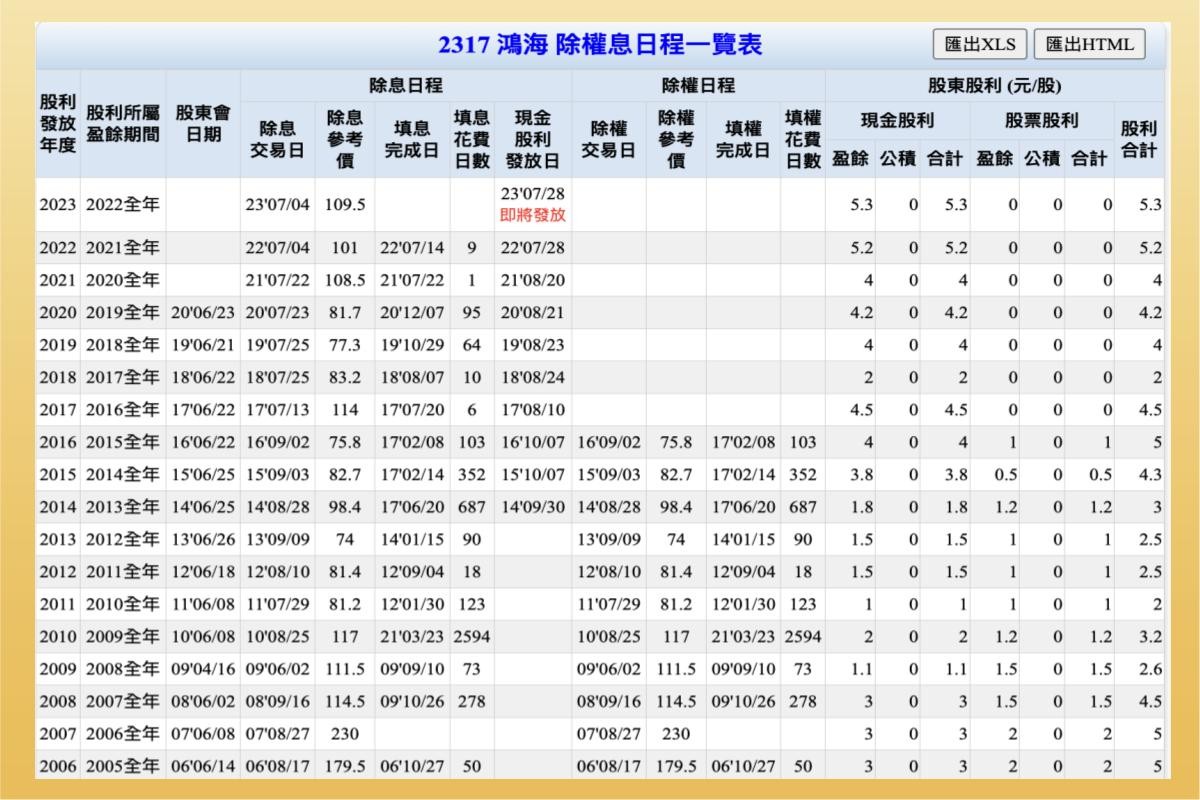 2317 鴻海 除權息日程一覽表 匯出XLS 匯出HTML
股利發放年度 股利所屬盈餘期間 股東會日期 除息日程 除權日程 股東股利 (元/股)
除息交易日 除息參考價 填息完成日 填息花費日數 現金股利發放日 除權交易日 除權參考價 填權完成日 填權花費日數 現金股利 股票股利 股利合計
盈餘 公積 合計 盈餘 公積 合計
2023 2022全年 23'07/04 109.5 23'07/28 即將發放 5.3 0 5.3 0 0 0 5.3
2022 2021全年 22'07/04 101 22'07/14 9 22'07/28 5.2 0 5.2 0 0 0 5.2
2021 2020全年 21'07/22 108.5 21'07/22 1 21'08/20 4 0 4 0 0 0 4
2020 2019全年 20'06/23 20'07/23 81.7 20'12/07 95 20'08/21 4.2 0 4.2 0 0 0 4.2
2019 2018全年 19'06/21 19'07/25 77.3 19'10/29 64 19'08/23 4 0 4 0 0 0 4
2018 2017全年 18'06/22 18'07/25 83.2 18'08/07 10 18'08/24 2 0 2 0 0 0 2
2017 2016全年 17'06/22 17'07/13 114 17'07/20 6 17'08/10 4.5 0 4.5 0 0 0 4.5
2016 2015全年 16'06/22 16'09/02 75.8 17'02/08 103 16'10/07 16'09/02 75.8 17'02/08 103 4 0 4 1 0 1 5
2015 2014全年 15'06/25 15'09/03 82.7 17'02/14 352 15'10/07 15'09/03 82.7 17'02/14 352 3.8 0 3.8 0.5 0 0.5 4.3
2014 2013全年 14'06/25 14'08/28 98.4 17'06/20 687 14'09/30 14'08/28 98.4 17'06/20 687 1.8 0 1.8 1.2 0 1.2 3
2013 2012全年 13'06/26 13'09/09 74 14'01/15 90 13'09/09 74 14'01/15 90 1.5 0 1.5 1 0 1 2.5
2012 2011全年 12'06/18 12'08/10 81.4 12'09/04 18 12'08/10 81.4 12'09/04 18 1.5 0 1.5 1 0 1 2.5
2011 2010全年 11'06/08 11'07/29 81.2 12'01/30 123 11'07/29 81.2 12'01/30 123 1 0 1 1 0 1 2
2010 2009全年 10'06/08 10'08/25 117 21'03/23 2594 10'08/25 117 21'03/23 2594 2 0 2 1.2 0 1.2 3.2
2009 2008全年 09'04/16 09'06/02 111.5 09'09/10 73 09'06/02 111.5 09'09/10 73 1.1 0 1.1 1.5 0 1.5 2.6
2008 2007全年 08'06/02 08'09/16 114.5 09'10/26 278 08'09/16 114.5 09'10/26 278 3 0 3 1.5 0 1.5 4.5
2007 2006全年 07'06/08 07'08/27 230 07'08/27 230 3 0 3 2 0 2 5
2006 2005全年 06'06/14 06'08/17 179.5 06'10/27 50 06'08/17 179.5 06'10/27 50 3 0 3 2 0 2 5